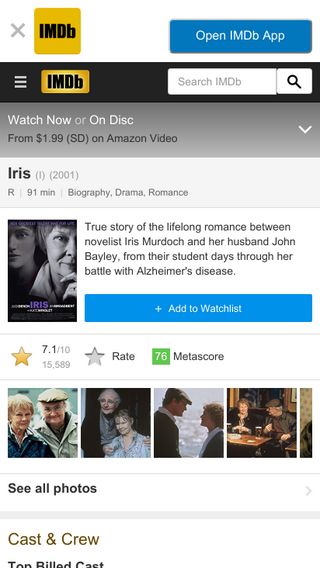 IMDb
Open IMDb App
IMDb
Search IMDb
Watch Now or On Disc
From $1.99 (SD) on Amazon Video
Iris (I) (2001)
R | 91 min | Biography, Drama, Romance
IRIS
True story of the lifelong romance between
novelist Iris Murdoch and her husband John
Bayley, from their student days through her
battle with Alzheimer's disease.
+ Add to Watchlist
7.1/10
15,589
Rate
76 Metascore
See all photos
Cast & Crew
Top Billed Cast